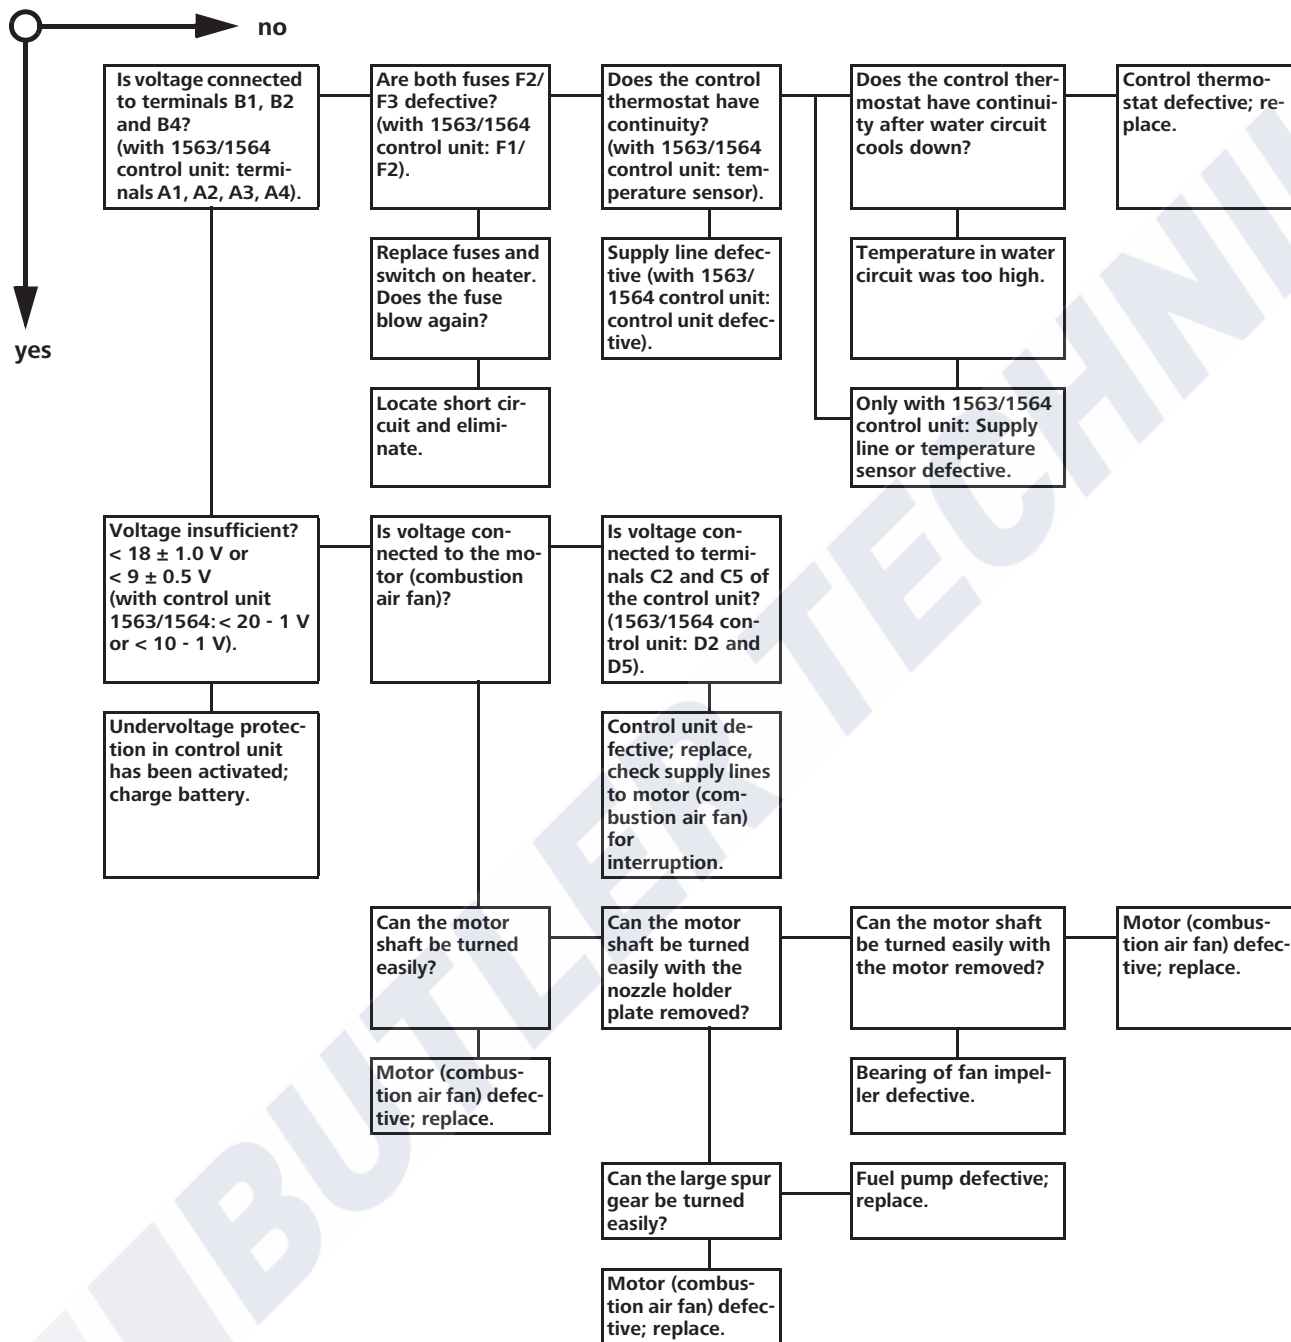 no
yes
Is voltage connected
to terminals B1, B2
and B4?
(with 1563/1564
control unit: termi-
nals A1, A2, A3, A4).
Are both fuses F2/
F3 defective?
(with 1563/1564
control unit: F1/
F2).
Does the control
thermostat have
continuity?
(with 1563/1564
control unit: tem-
perature sensor).
Does the control ther-
mostat have continui-
ty after water circuit
cools down?
Control thermo-
stat defective; re-
place.
Replace fuses and
switch on heater.
Does the fuse
blow again?
Supply line defec-
tive (with 1563/
1564 control unit:
control unit defec-
tive).
Temperature in water
circuit was too high.
Locate short cir-
cuit and elimi-
nate.
Only with 1563/1564
control unit: Supply
line or temperature
sensor defective.
Voltage insufficient?
< 18 ± 1.0 V or
< 9 ± 0.5 V
(with control unit
1563/1564: < 20 - 1 V
or < 10 - 1 V).
Is voltage con-
nected to the mo-
tor (combustion
air fan)?
Is voltage con-
nected to termi-
nals C2 and C5 of
the control unit?
(1563/1564 con-
trol unit: D2 and
D5).
Undervoltage protec-
tion in control unit
has been activated;
charge battery.
Control unit de-
fective; replace,
check supply lines
to motor (com-
bustion air fan)
for
interruption.
Can the motor
shaft be turned
easily?
Can the motor
shaft be turned
easily with the
nozzle holder
plate removed?
Can the motor shaft
be turned easily with
the motor removed?
Motor (combus-
tion air fan) defec-
tive; replace.
Motor (combus-
tion air fan) defec-
tive; replace.
Bearing of fan impel-
ler defective.
Can the large spur
gear be turned
easily?
Fuel pump defective;
replace.
Motor (combus-
tion air fan) defec-
tive; replace.
BUTLER TECHNI